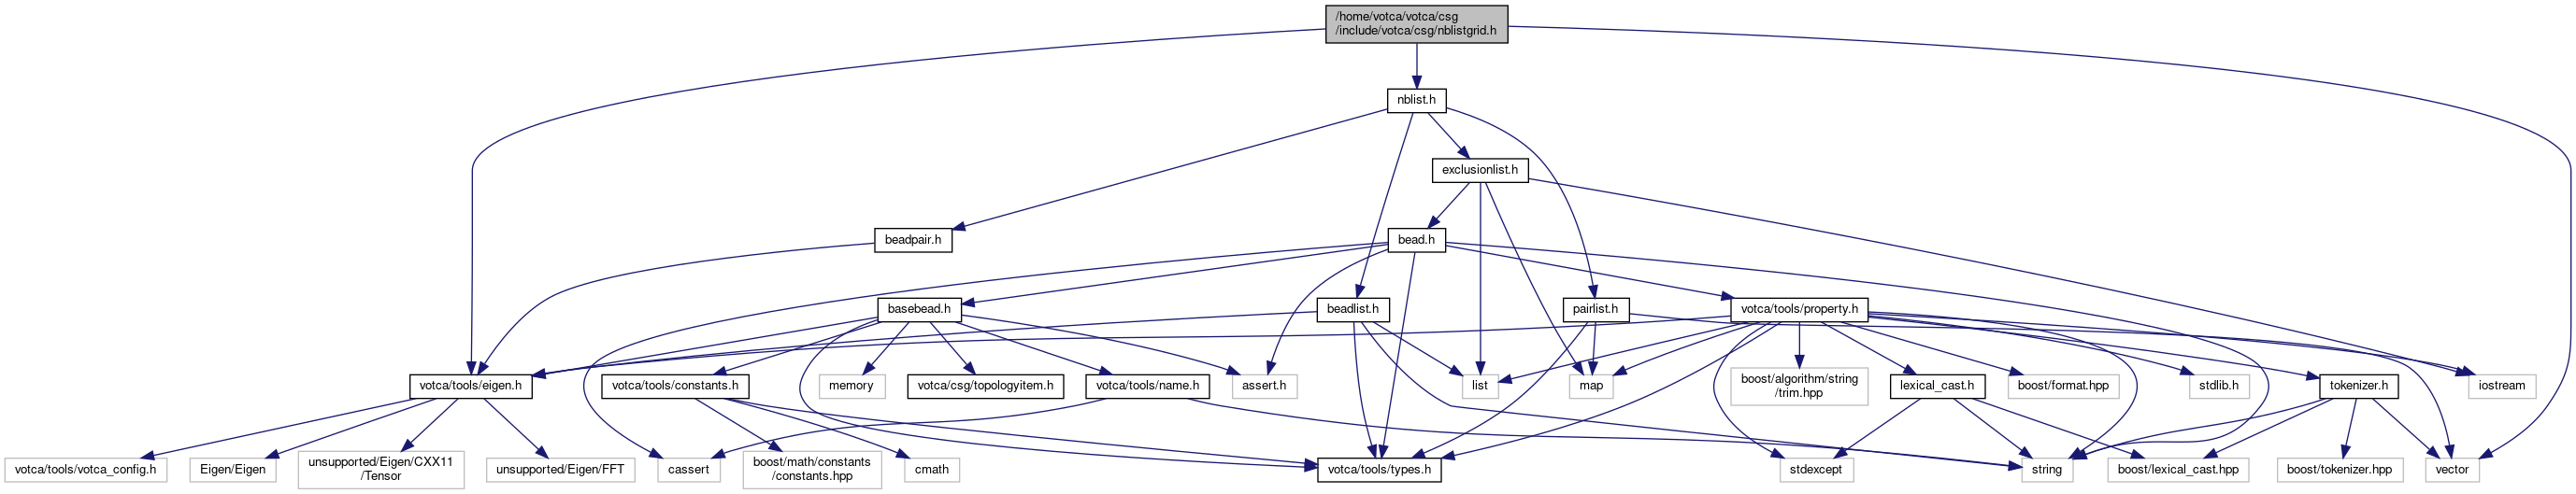 /home/votca/votca/csg
/include/votca/csg/nblistgrid.h
nblist.h
exclusionlist.h
beadpair.h
bead.h
basebead.h
beadlist.h
pairlist.h
votca/tools/property.h
votca/tools/eigen.h
votca/tools/constants.h
memory
votca/csg/topologyitem.h
votca/tools/name.h
assert.h
list
map
boost/algorithm/string
/trim.hpp
lexical_cast.h
boost/format.hpp
stdlib.h
tokenizer.h
iostream
votca/tools/votca_config.h
Eigen/Eigen
unsupported/Eigen/CXX11
/Tensor
unsupported/Eigen/FFT
cassert
boost/math/constants
/constants.hpp
cmath
votca/tools/types.h
stdexcept
string
boost/lexical_cast.hpp
boost/tokenizer.hpp
vector